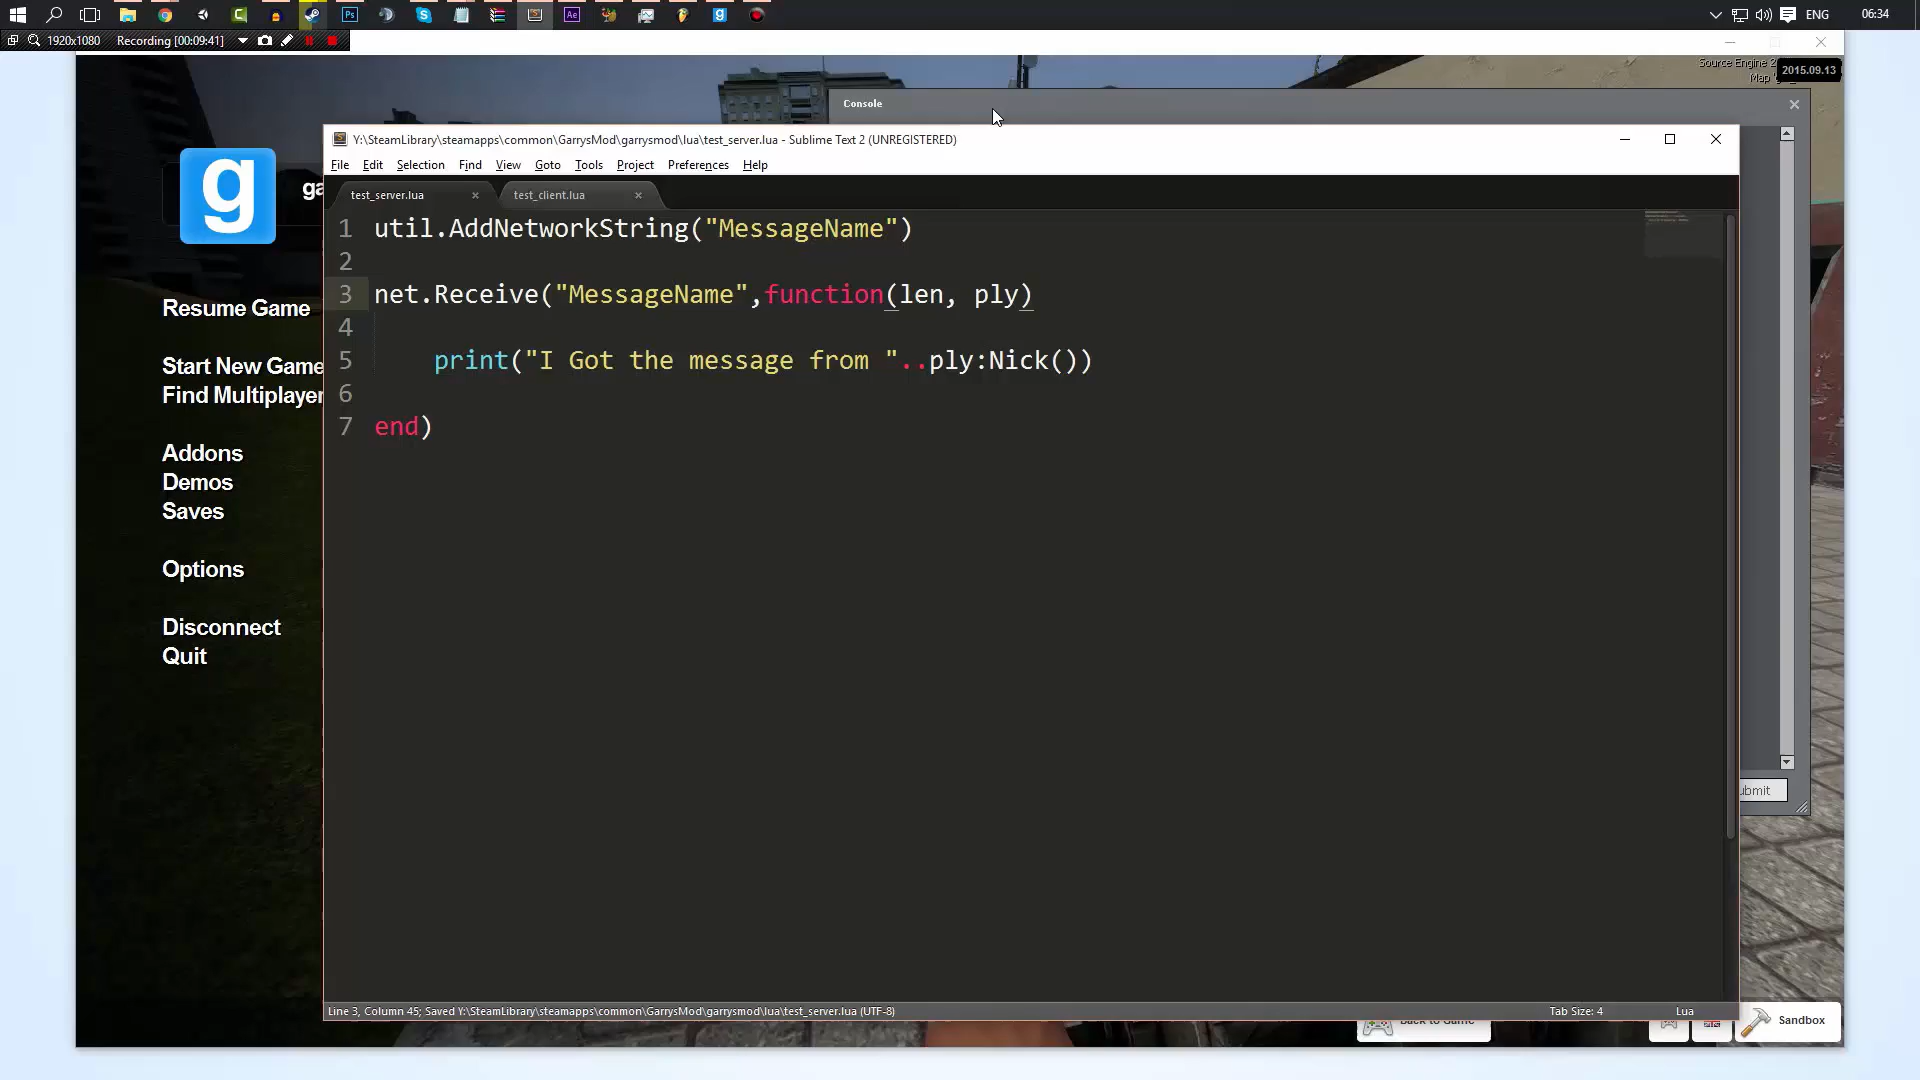 ENG
06:34
1920x1080
Recording [00:09:41]
Source Engine 2
Map
2015.09.13
Console
Y:\SteamLibrary\steamapps\common\GarrysMod\garrysmod\lua\test_server.lua - Sublime Text 2 (UNREGISTERED)
File Edit Selection Find View Goto Tools Project Preferences Help
test_server.lua
test_client.lua
g
ga
1 util.AddNetworkString("MessageName")
2
3 net.Receive("MessageName",function(len, ply)
4
5 print("I Got the message from "..ply:Nick())
6
7 end)
Resume Game
Start New Game
Find Multiplayer
Addons
Demos
Saves
Options
Disconnect
Quit
ubmit
Line 3, Column 45; Saved Y:\SteamLibrary\steamapps\common\GarrysMod\garrysmod\lua\test_server.lua (UTF-8)
Tab Size: 4
Lua
Back to Game
Sandbox